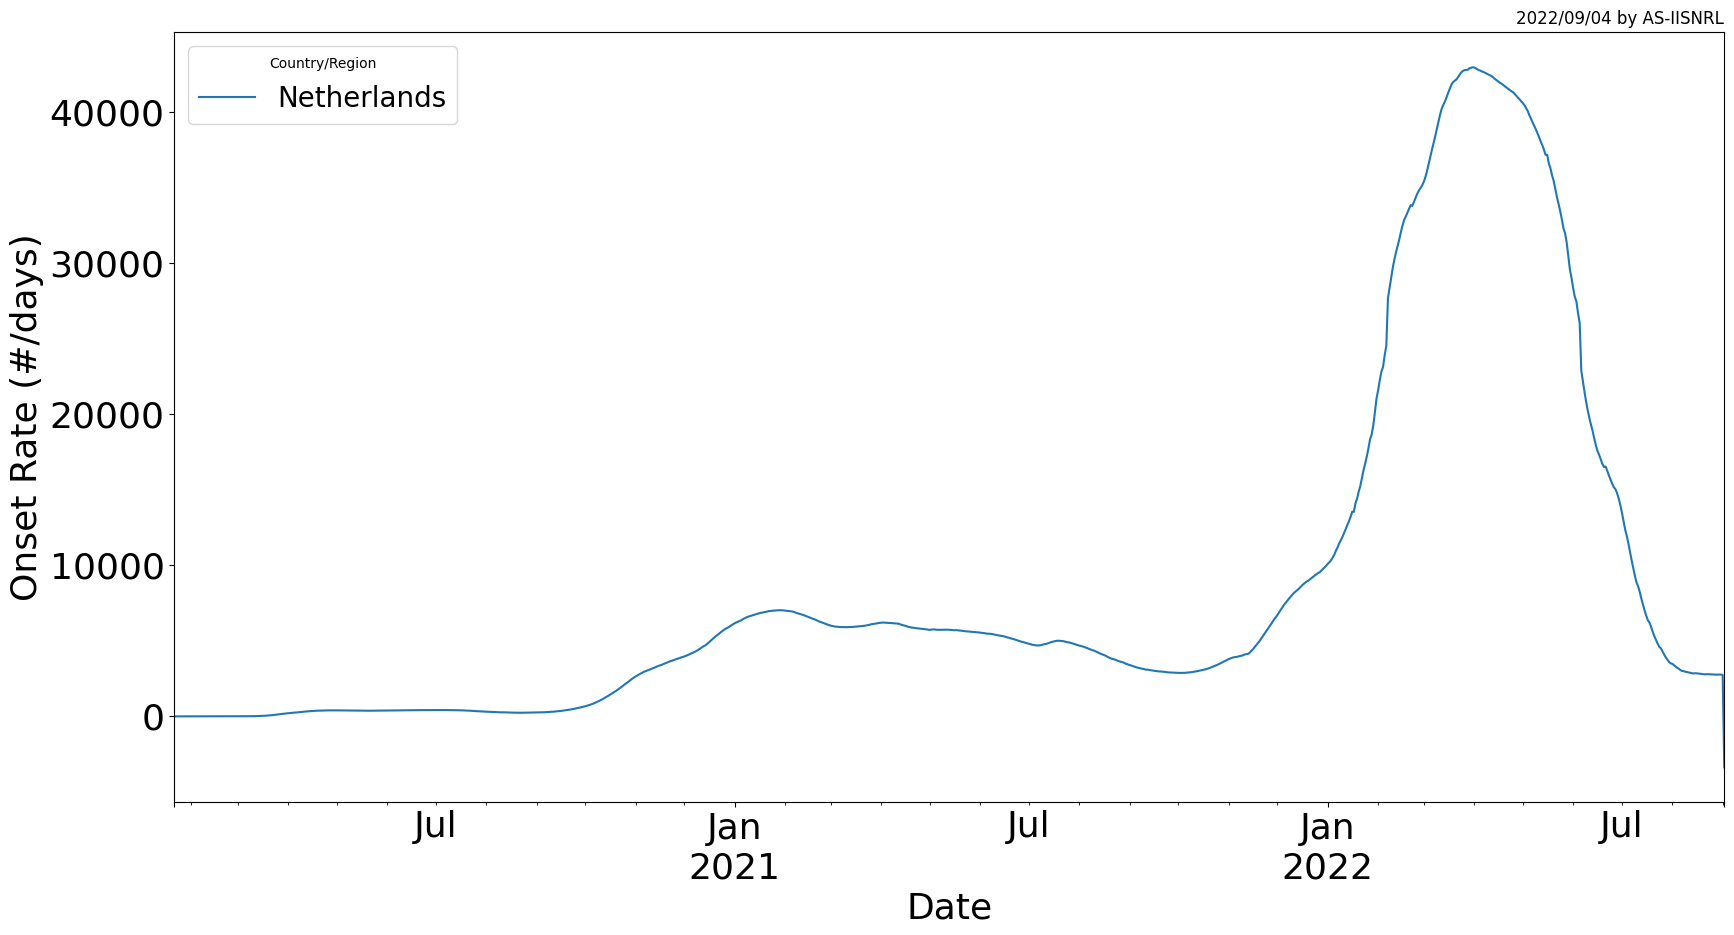 2022/09/04 by AS-IISNRL
Country/Region
Netherlands
Onset Rate (#/days)
40000
30000
20000
10000
0
Jul
Jan
2021
Jul
Jan
2022
Jul
Date